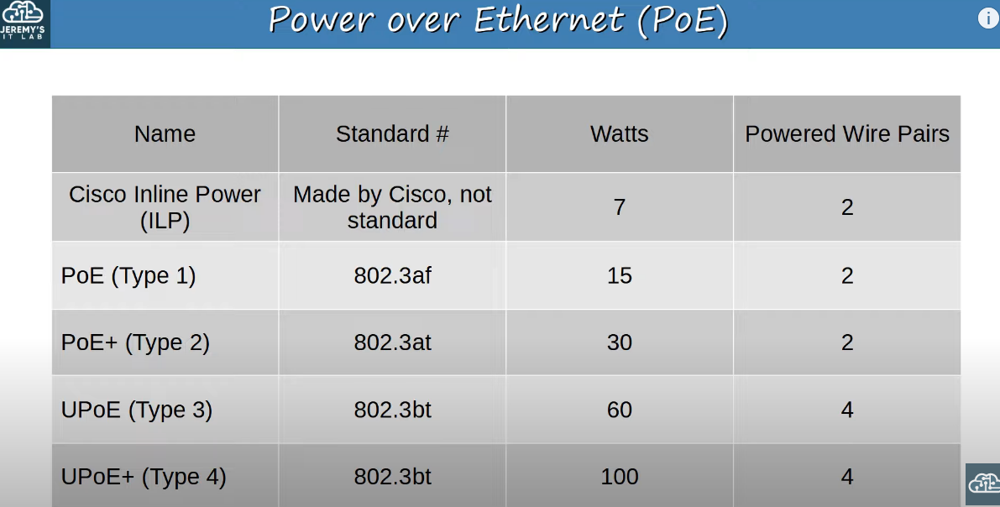 JEREMY'S
IT LAB
Power over Ethernet (PoE)
i
Name
Standard #
Watts
Powered Wire Pairs
Cisco Inline Power
(ILP)
Made by Cisco, not
standard
7
2
PoE (Type 1)
802.3af
15
2
PoE+ (Type 2)
802.3at
30
2
UPoE (Type 3)
802.3bt
60
4
UPoE+ (Type 4)
802.3bt
100
4